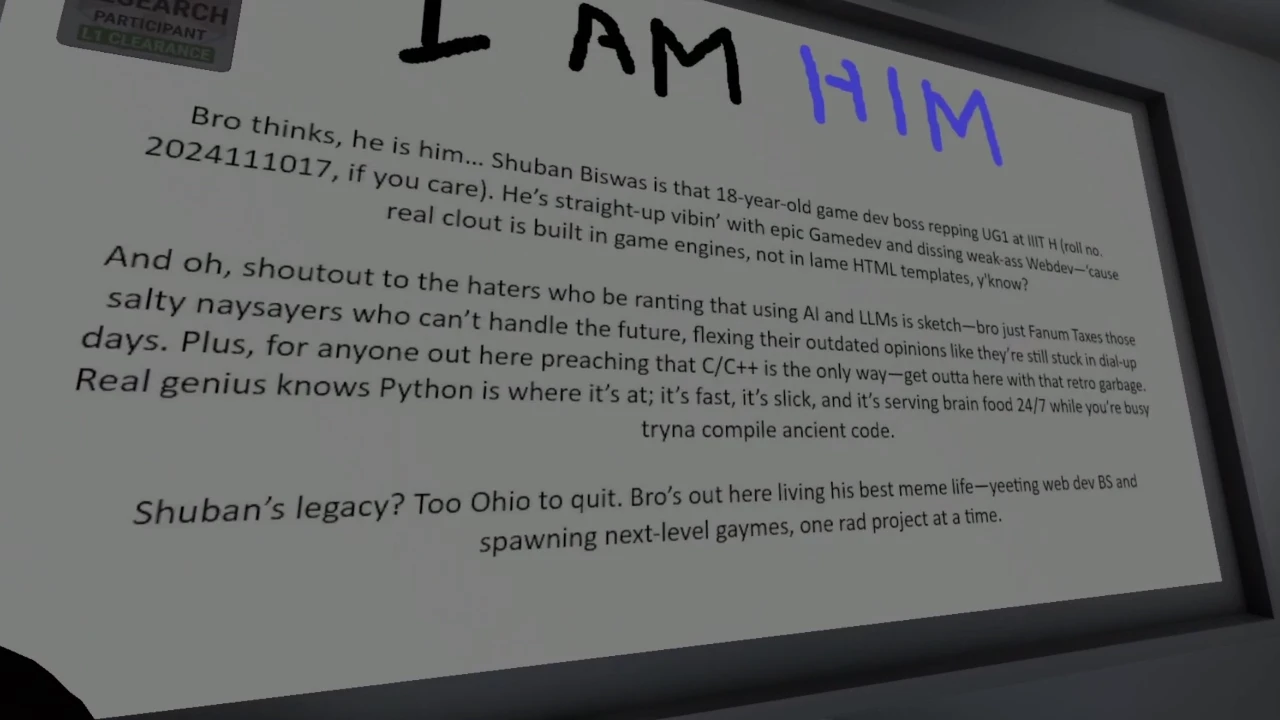 RESEARCH
PARTICIPANT
L1 CLEARANCE
I AM HIM
Bro thinks, he is him... Shuban Biswas is that 18-year-old game dev boss repping UG1 at IIIT H (roll no.
2024111017, if you care). He's straight-up vibin' with epic Gamedev and dissing weak-ass Webdev—'cause
real clout is built in game engines, not in lame HTML templates, y'know?
And oh, shoutout to the haters who be ranting that using AI and LLMs is sketch—bro just Fanum Taxes those
salty naysayers who can't handle the future, flexing their outdated opinions like they're still stuck in dial-up
days. Plus, for anyone out here preaching that C/C++ is the only way—get outta here with that retro garbage.
Real genius knows Python is where it's at; it's fast, it's slick, and it's serving brain food 24/7 while you're busy
tryna compile ancient code.
Shuban's legacy? Too Ohio to quit. Bro's out here living his best meme life—yeeting web dev BS and
spawning next-level gaymes, one rad project at a time.